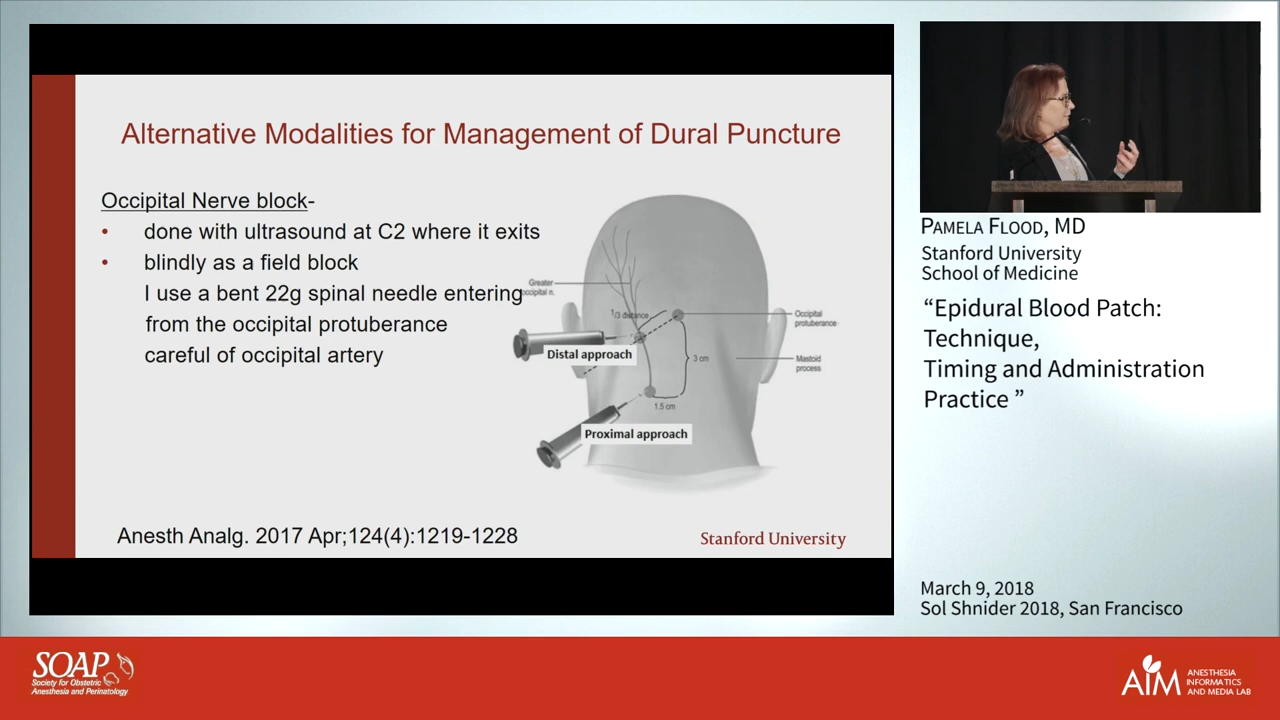 Alternative Modalities for Management of Dural Puncture
Occipital Nerve block-
• done with ultrasound at C2 where it exits
• blindly as a field block
I use a bent 22g spinal needle entering
from the occipital protuberance
careful of occipital artery
Greater
occipital n.
1/3 distance
Occipital
protuberance
Distal approach
3 cm
Mastoid
process
1.5 cm
Proximal approach
Anesth Analg. 2017 Apr;124(4):1219-1228
Stanford University
PAMELA FLOOD, MD
Stanford University
School of Medicine
“Epidural Blood Patch:
Technique,
Timing and Administration
Practice ”
March 9, 2018
Sol Shnider 2018, San Francisco
SOAP
Society for Obstetric
Anesthesia and Perinatology
AIM
ANESTHESIA
INFORMATICS
AND MEDIA LAB